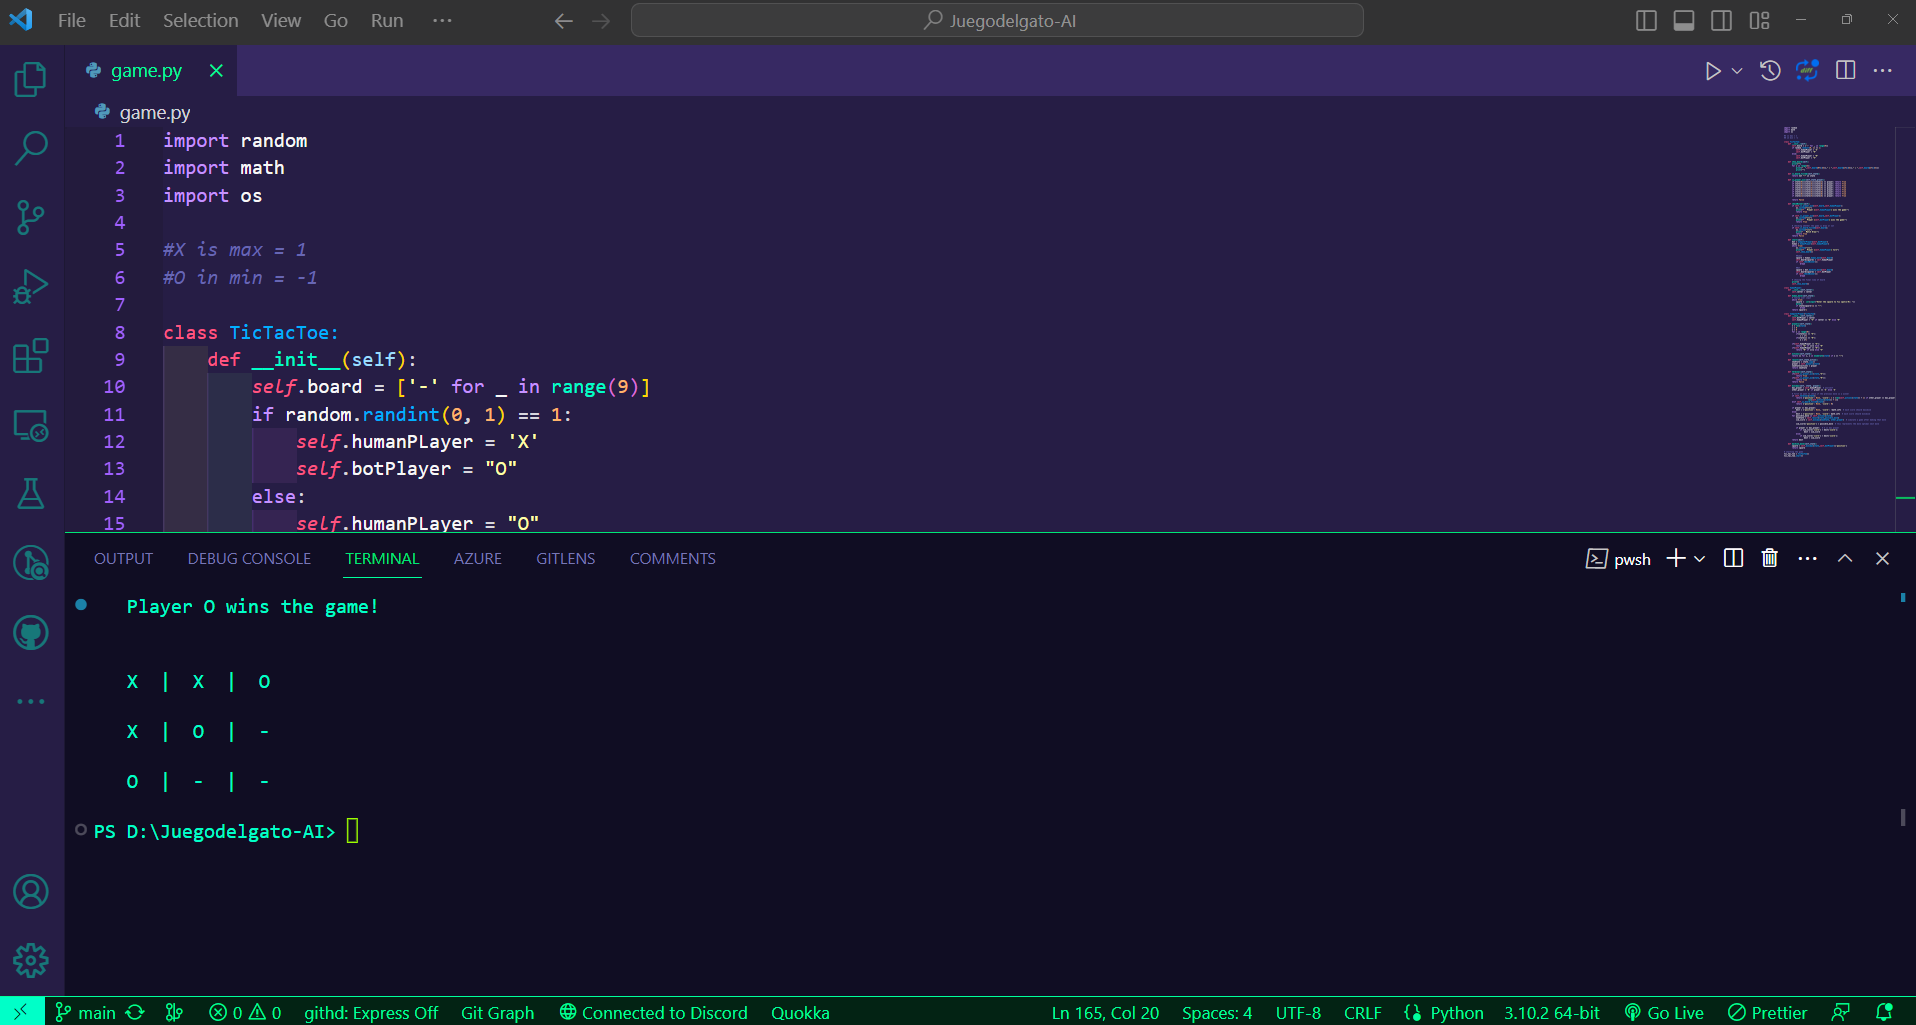 File Edit Selection View Go Run ··· Juegodelgato-AI
game.py
game.py
1 import random
2 import math
3 import os
4
5 #X is max = 1
6 #O in min = -1
7
8 class TicTacToe:
9 def __init__(self):
10 self.board = ['-' for _ in range(9)]
11 if random.randint(0, 1) == 1:
12 self.humanPLayer = 'X'
13 self.botPlayer = "O"
14 else:
15 self.humanPLayer = "O"
OUTPUT DEBUG CONSOLE TERMINAL AZURE GITLENS COMMENTS pwsh
Player O wins the game!
X | X | O
X | O | -
O | - | -
PS D:\Juegodelgato-AI>
main 0 0 githd: Express Off Git Graph Connected to Discord Quokka Ln 165, Col 20 Spaces: 4 UTF-8 CRLF Python 3.10.2 64-bit Go Live Prettier